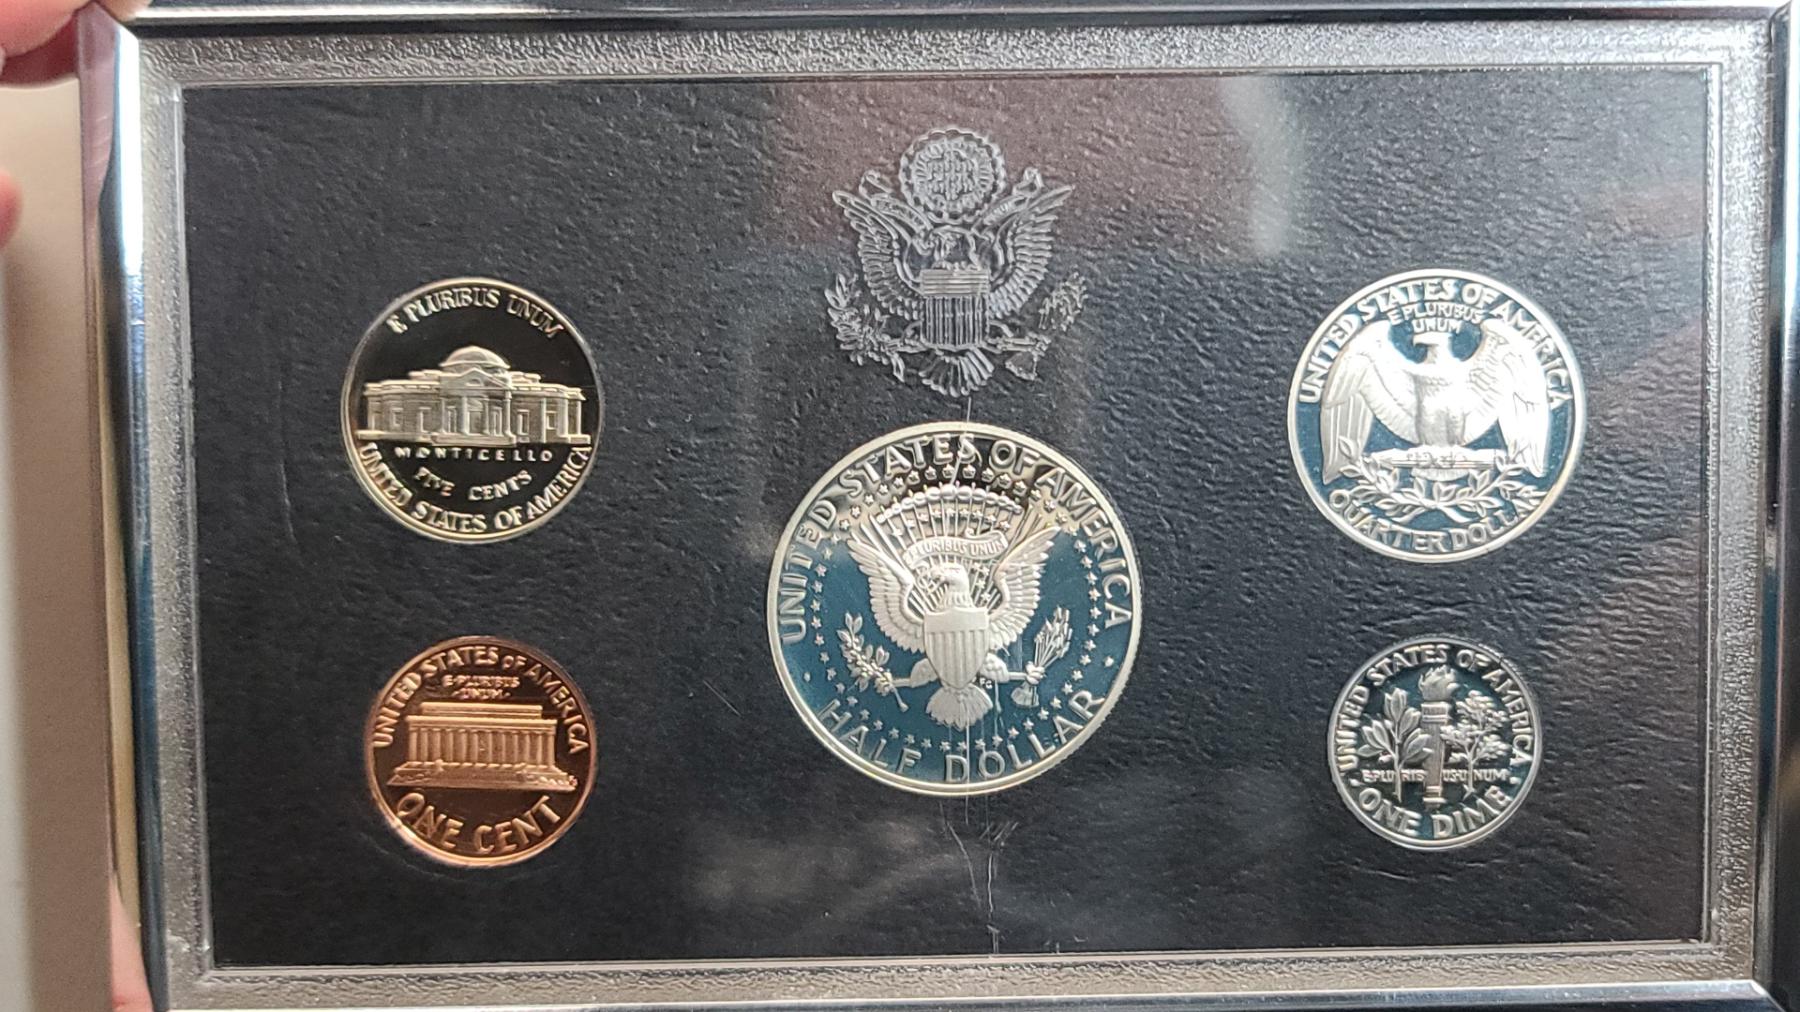 E PLURIBUS UNUM
MONTICELLO
FIVE CENTS
UNITED STATES OF AMERICA
UNITED STATES OF AMERICA
E PLURIBUS
UNUM
QUARTER DOLLAR
UNITED STATES OF AMERICA
E PLURIBUS UNUM
FG
HALF DOLLAR
UNITED STATES OF AMERICA
E·PLURIBUS
·UNUM·
ONE CENT
UNITED STATES OF AMERICA
E·PLURIBUS·UNUM
· ONE DIME ·